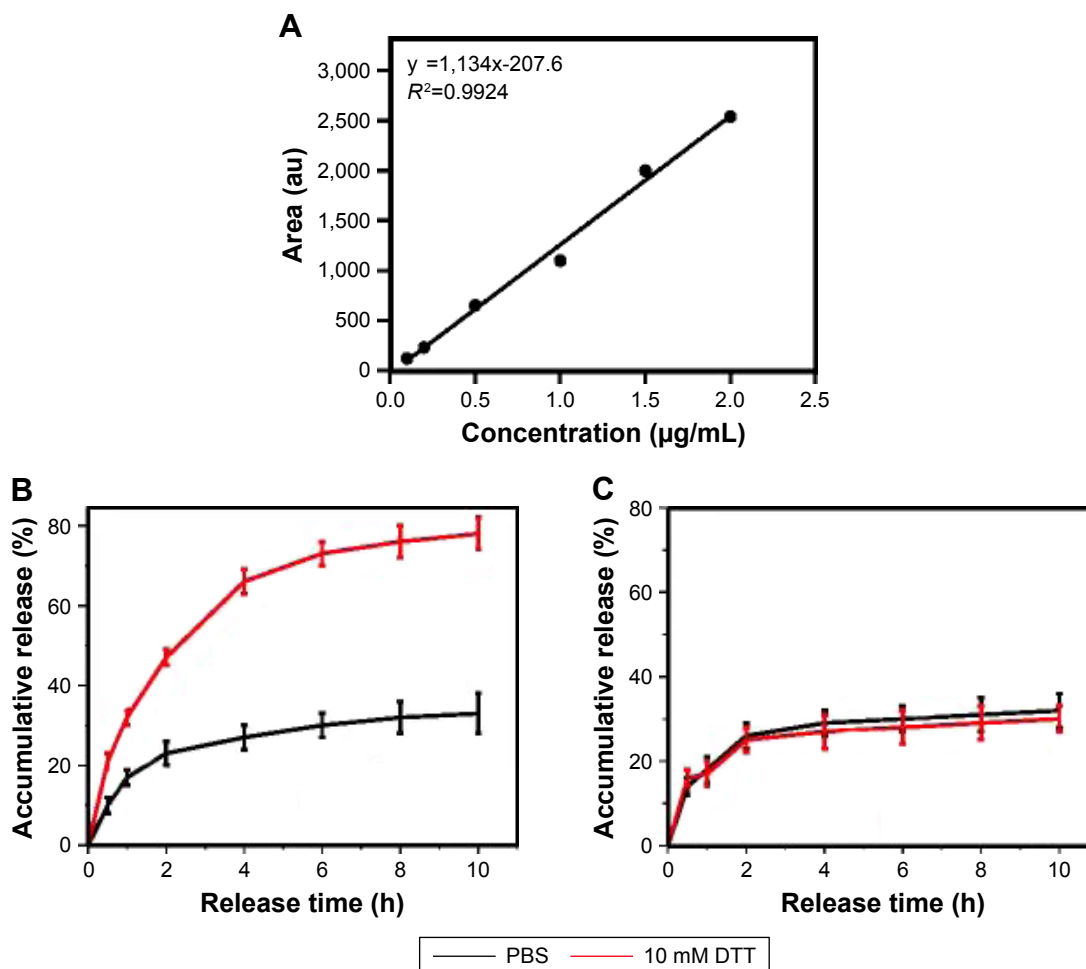 A
y =1,134x-207.6
R²=0.9924
3,000
2,500
2,000
1,500
1,000
500
0
Area (au)
0.0 0.5 1.0 1.5 2.0 2.5
Concentration (µg/mL)
B
80
60
40
20
0
Accumulative release (%)
0 2 4 6 8 10
Release time (h)
C
80
60
40
20
0
Accumulative release (%)
0 2 4 6 8 10
Release time (h)
PBS 10 mM DTT